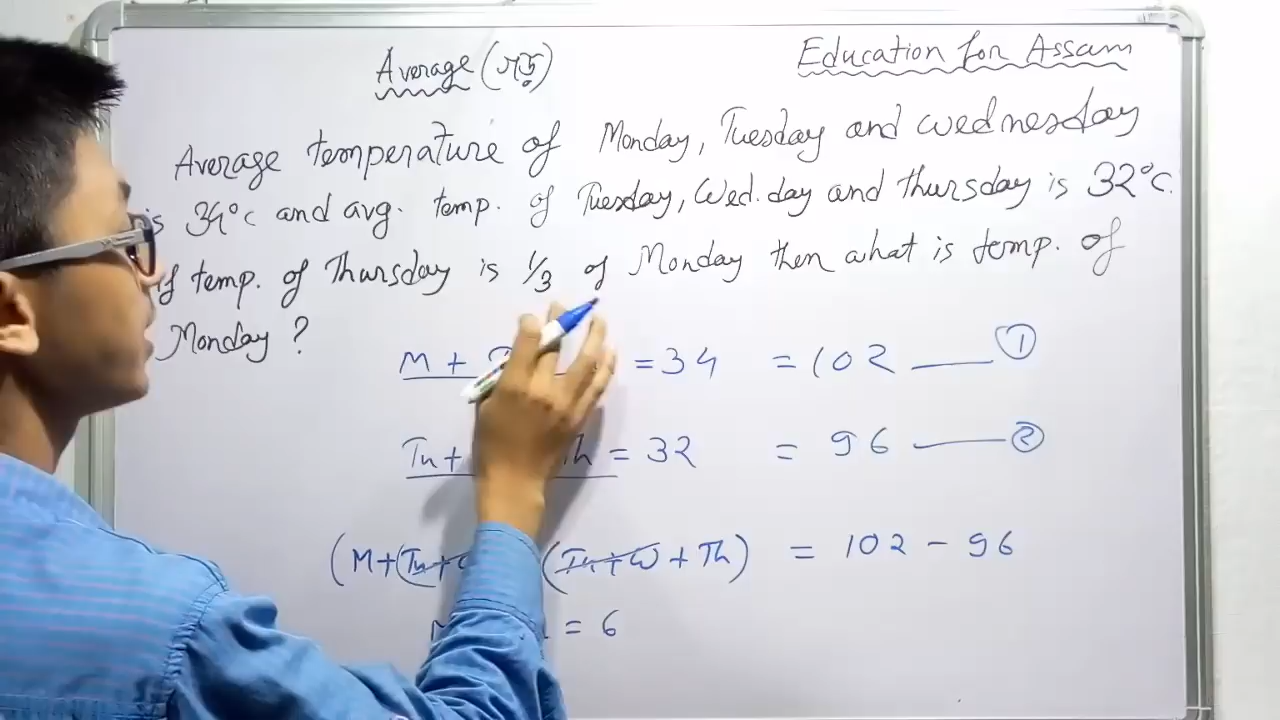 Average (গড়)
Education for Assam
Average temperature of Monday, Tuesday and wednesday
is 34°c and avg. temp. of Tuesday, Wed.day and thursday is 32°c.
If temp. of Thursday is 1/3 of Monday then what is temp. of
Monday ?
M + = 34 = 102 —— ①
Tu + Th = 32 = 96 —— ②
(M + (Tu + (Tu + W + Th) = 102 - 96
= 6